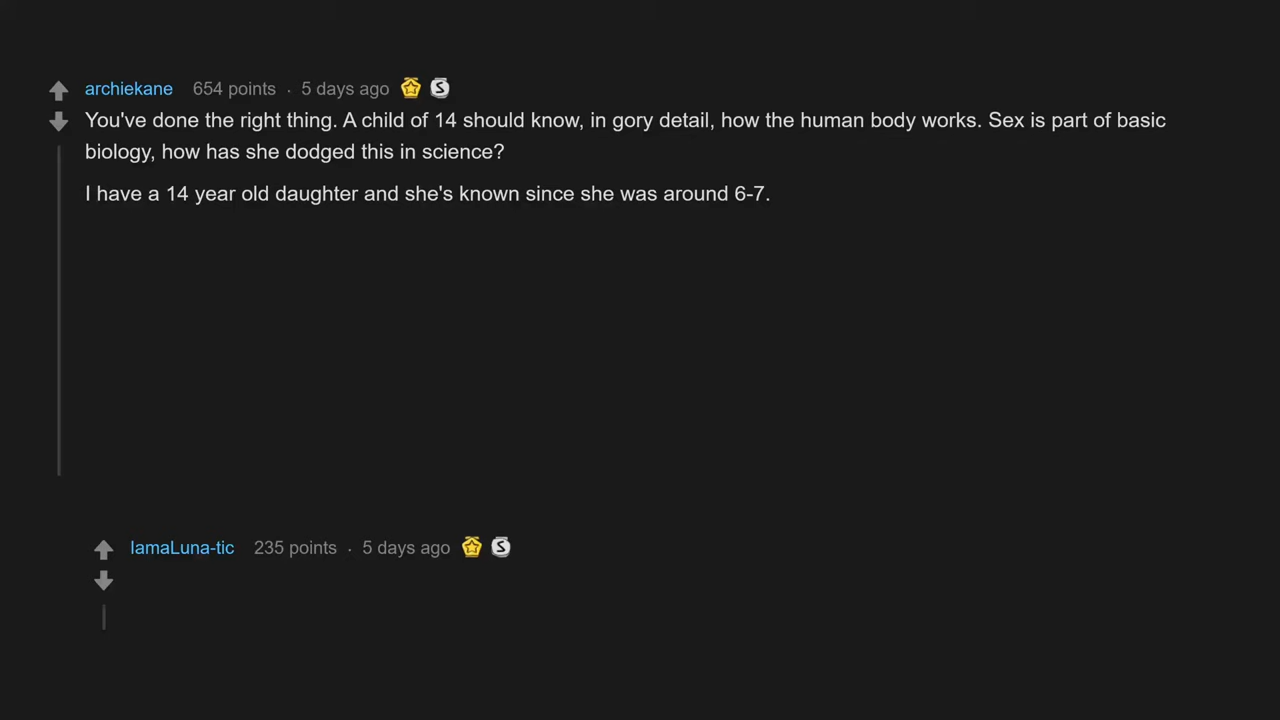 archiekane 654 points . 5 days ago S
You've done the right thing. A child of 14 should know, in gory detail, how the human body works. Sex is part of basic
biology, how has she dodged this in science?
I have a 14 year old daughter and she's known since she was around 6-7.
IamaLuna-tic 235 points . 5 days ago S